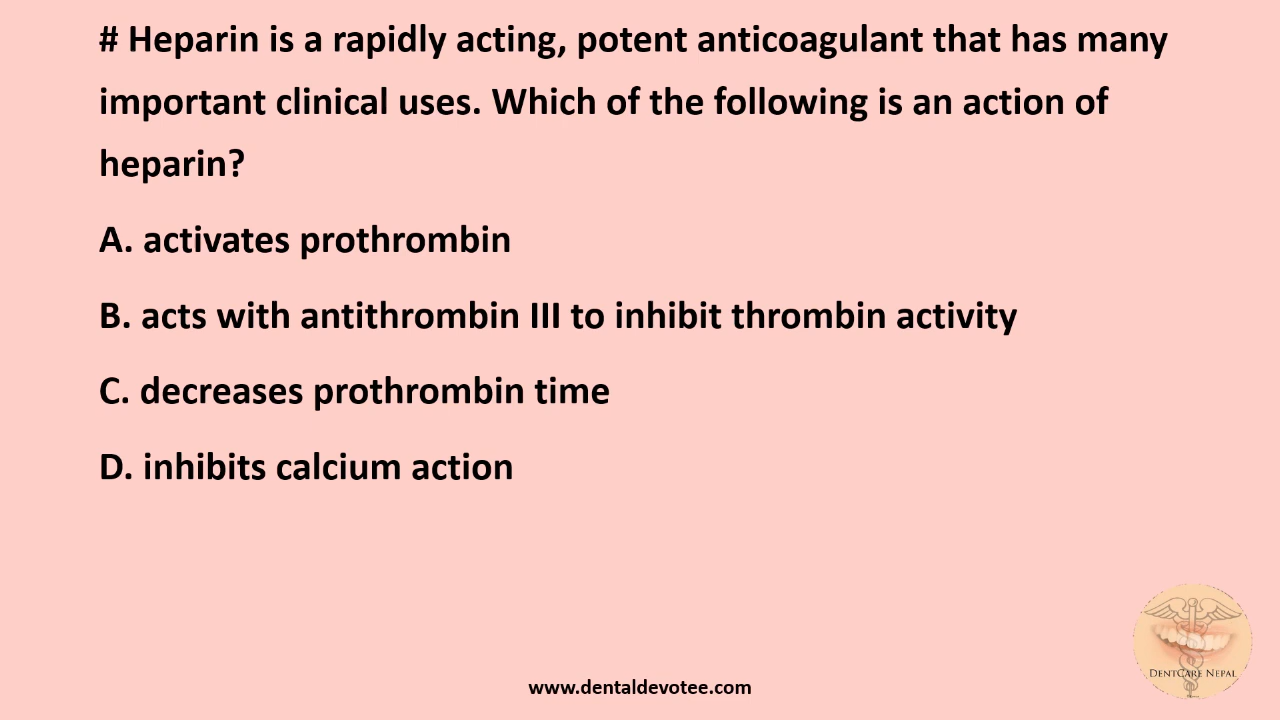 # Heparin is a rapidly acting, potent anticoagulant that has many
important clinical uses. Which of the following is an action of
heparin?
A. activates prothrombin
B. acts with antithrombin III to inhibit thrombin activity
C. decreases prothrombin time
D. inhibits calcium action
DENTCARE NEPAL
www.dentaldevotee.com